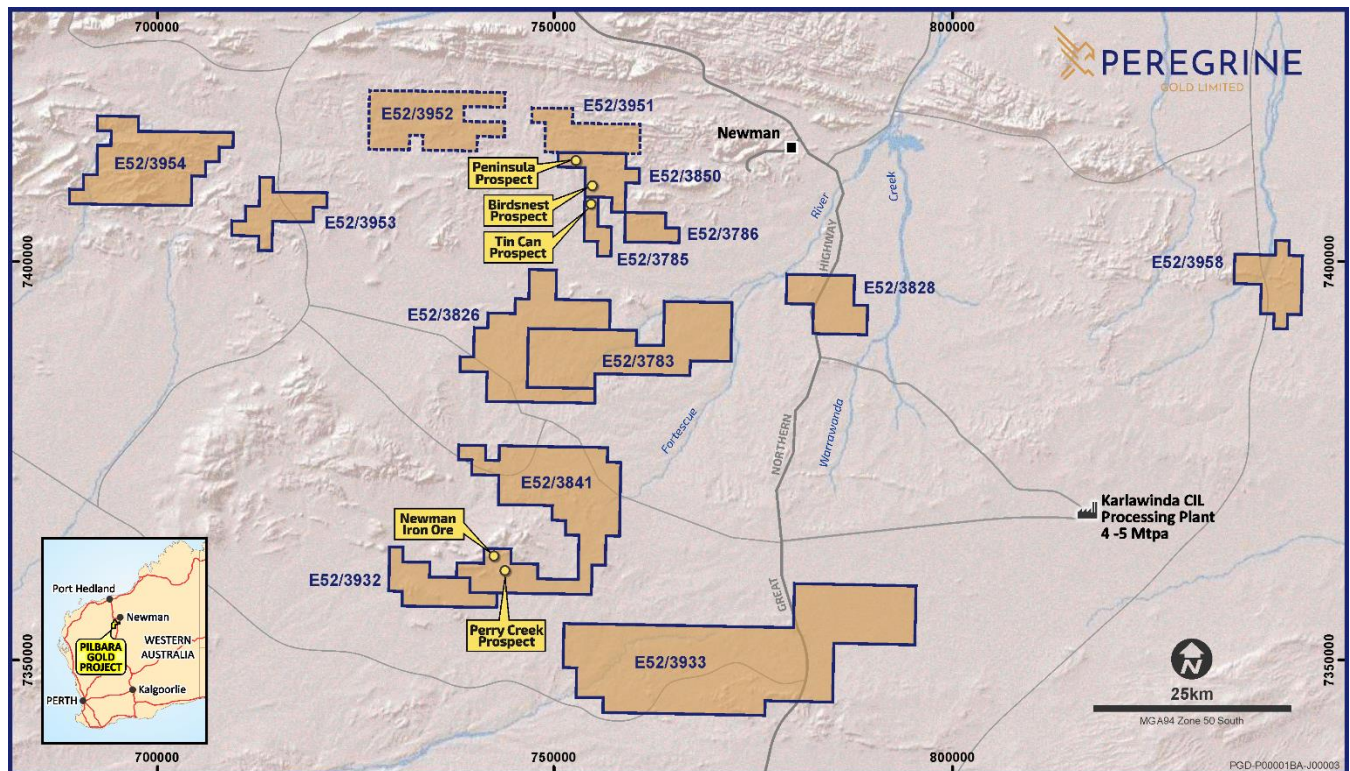 700000
750000
800000
PEREGRINE
GOLD LIMITED
E52/3952
E52/3951
Newman
E52/3954
Peninsula
Prospect
E52/3850
Birdsnest
Prospect
E52/3953
Tin Can
Prospect
E52/3786
E52/3785
River
Creek
HIGHWAY
7400000
7400000
E52/3958
E52/3828
E52/3826
E52/3783
Fortescue
Warrawanda
NORTHERN
E52/3841
Karlawinda CIL
Processing Plant
4 -5 Mtpa
Newman
Iron Ore
E52/3932
GREAT
Perry Creek
Prospect
E52/3933
7350000
7350000
Port Hedland
Newman
WESTERN
AUSTRALIA
PILBARA
GOLD
PROJECT
Kalgoorlie
PERTH
N
25km
MGA94 Zone 50 South
700000
750000
800000
PGD-P00001BA-J00003